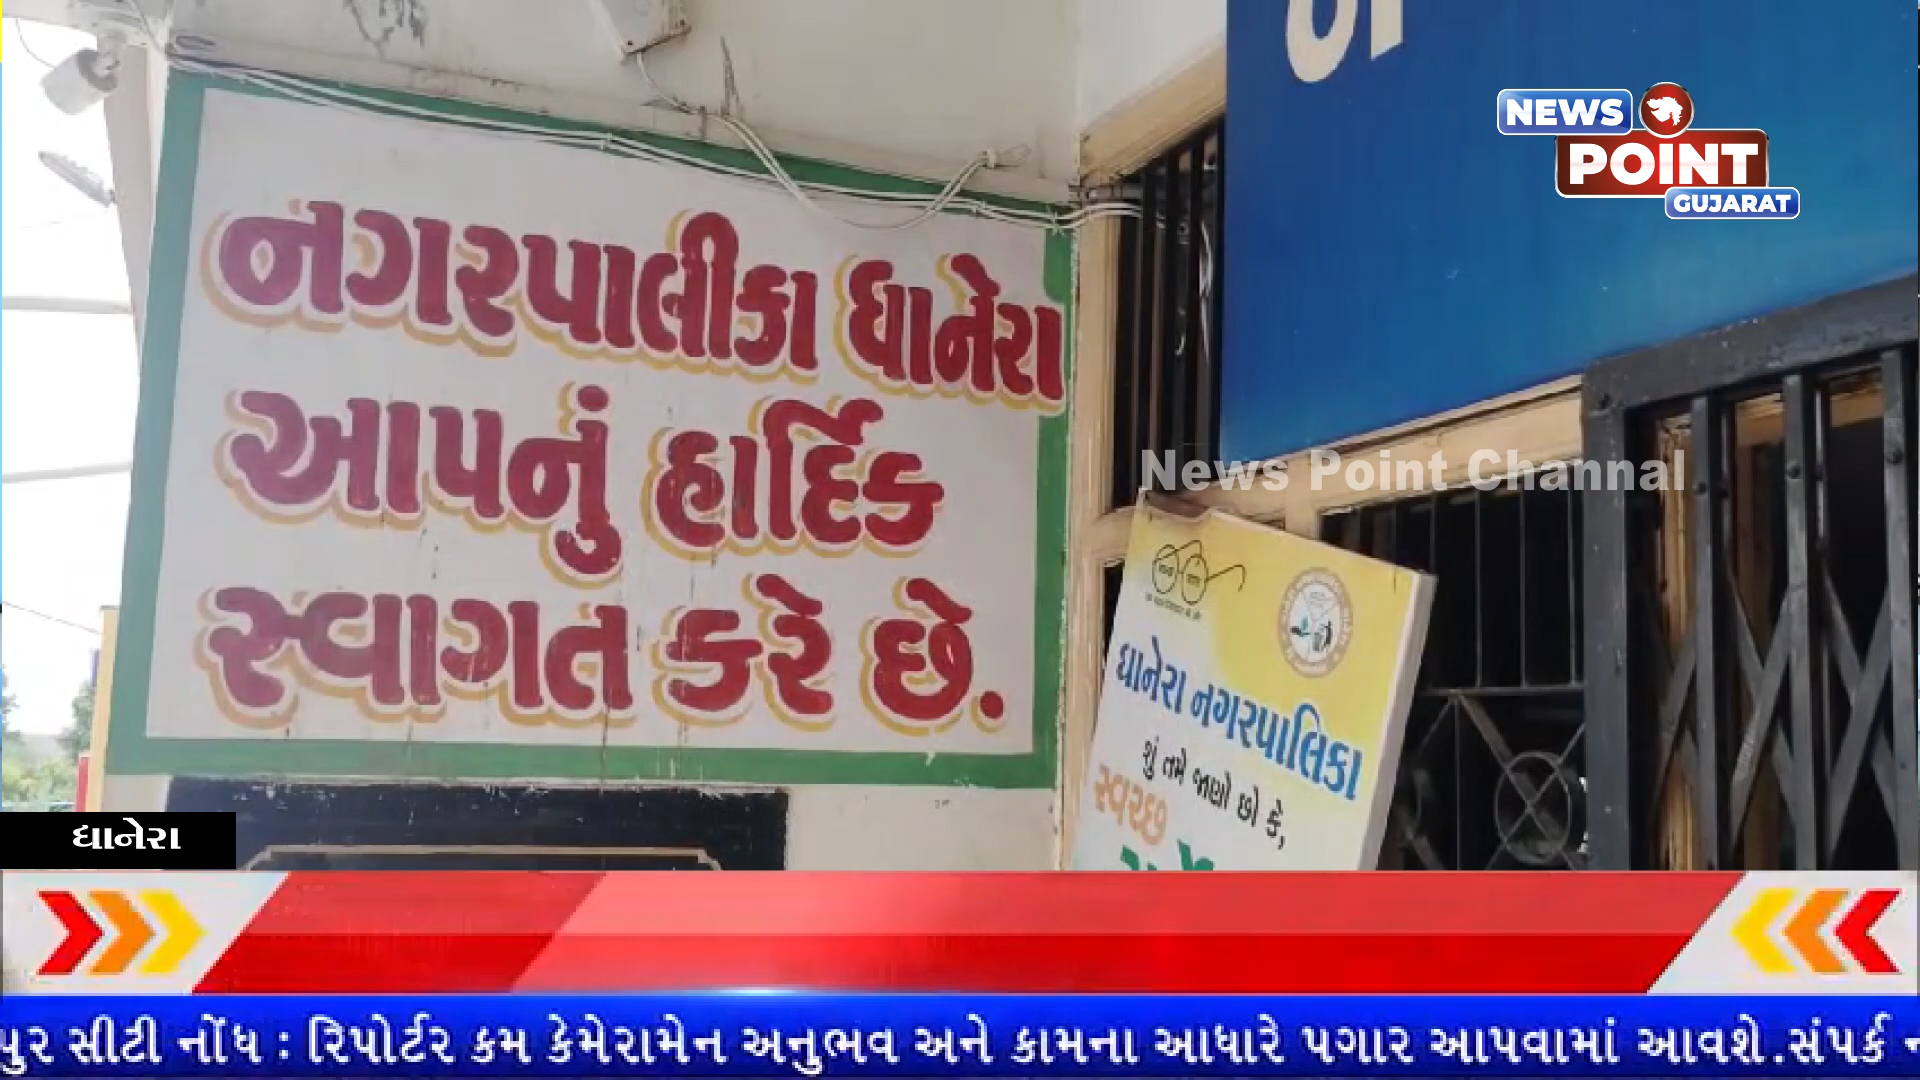 NEWS
POINT
GUJARAT
નગરપાલીકા ધાનેરા
આપનું હાર્દિક
સ્વાગત કરે છે.
News Point Channal
ધાનેરા નગરપાલિકા
શું તમે જાણો છો કે,
સ્વચ્છ
ધાનેરા
પુર સીટી નોંધ : રિપોર્ટર કમ કેમેરામેન અનુભવ અને કામના આધારે પગાર આપવામાં આવશે.સંપર્ક ન